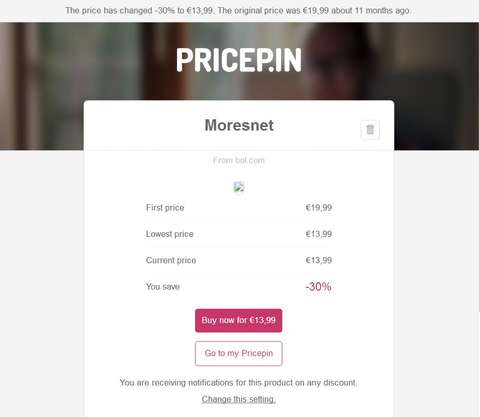 The price has changed -30% to €13,99. The original price was €19,99 about 11 months ago.
PRICEP.IN
Moresnet
From bol.com
First price €19,99
Lowest price €13,99
Current price €13,99
You save -30%
Buy now for €13,99
Go to my Pricepin
You are receiving notifications for this product on any discount.
Change this setting.